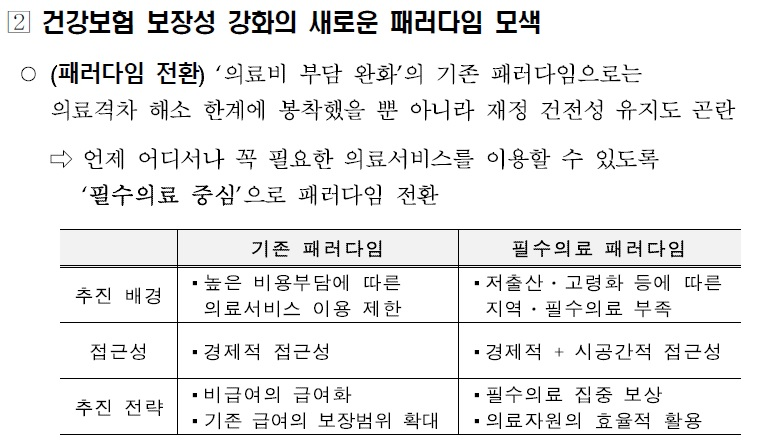 2 건강보험 보장성 강화의 새로운 패러다임 모색
○ (패러다임 전환) ‘의료비 부담 완화’의 기존 패러다임으로는
의료격차 해소 한계에 봉착했을 뿐 아니라 재정 건전성 유지도 곤란
⇨ 언제 어디서나 꼭 필요한 의료서비스를 이용할 수 있도록
‘필수의료 중심’으로 패러다임 전환
기존 패러다임 필수의료 패러다임
추진 배경
▪높은 비용부담에 따른
의료서비스 이용 제한
▪저출산・고령화 등에 따른
지역・필수의료 부족
접근성
▪경제적 접근성
▪경제적 + 시공간적 접근성
추진 전략
▪비급여의 급여화
▪기존 급여의 보장범위 확대
▪필수의료 집중 보상
▪의료자원의 효율적 활용